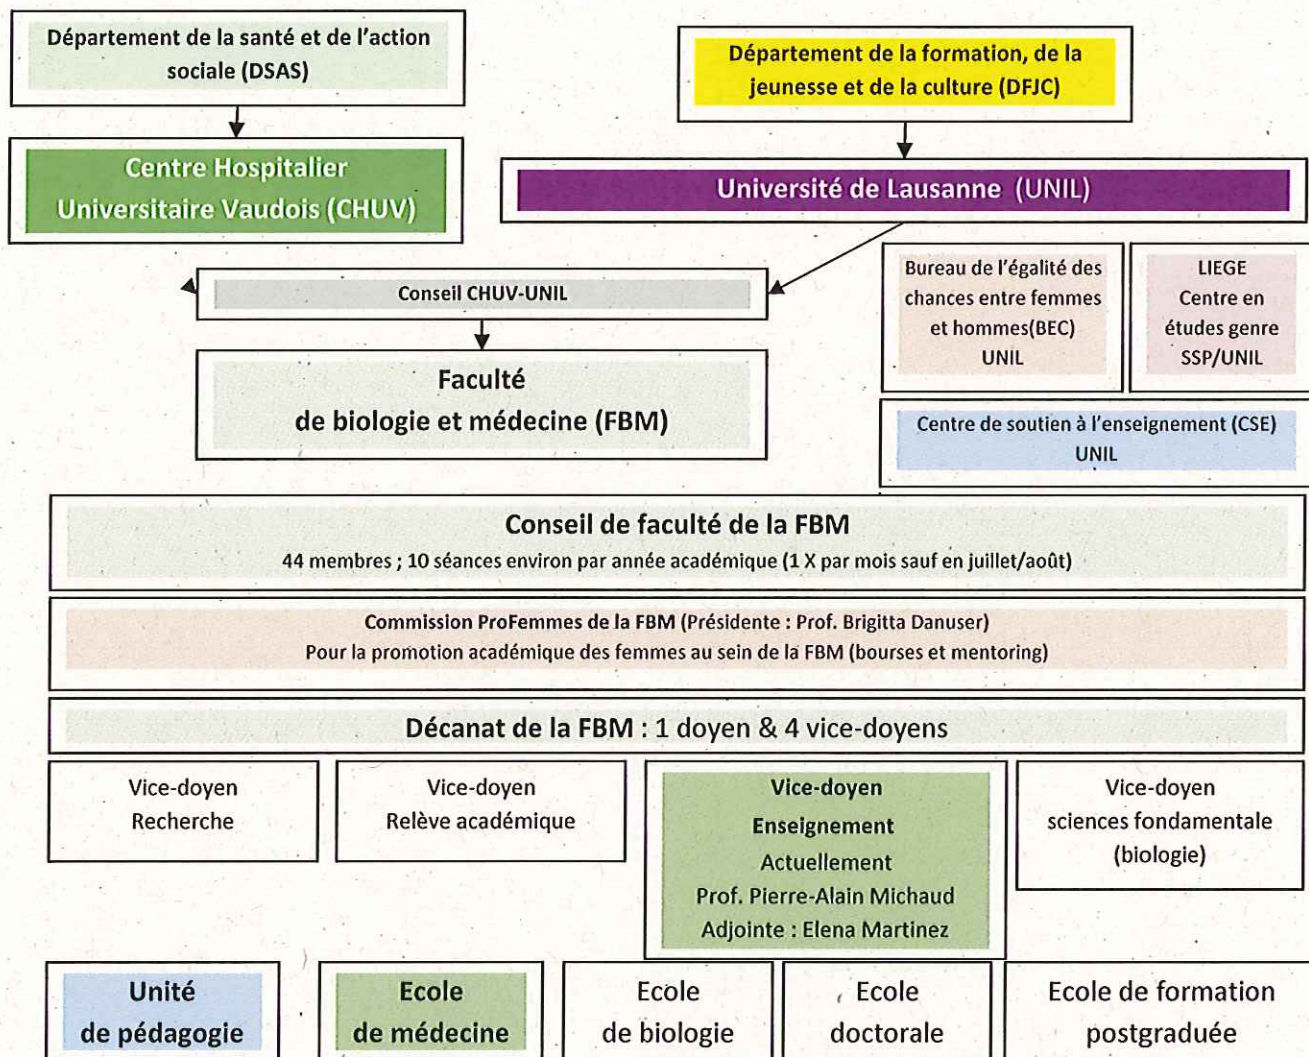 Département de la santé et de l'action
sociale (DSAS)
Département de la formation, de la
jeunesse et de la culture (DFJC)
Centre Hospitalier
Universitaire Vaudois (CHUV)
Université de Lausanne (UNIL)
Conseil CHUV-UNIL
Bureau de l'égalité des
chances entre femmes
et hommes(BEC)
UNIL
LIEGE
Centre en
études genre
SSP/UNIL
Faculté
de biologie et médecine (FBM)
Centre de soutien à l'enseignement (CSE)
UNIL
Conseil de faculté de la FBM
44 membres ; 10 séances environ par année académique (1 X par mois sauf en juillet/août)
Commission ProFemmes de la FBM (Présidente : Prof. Brigitta Danuser)
Pour la promotion académique des femmes au sein de la FBM (bourses et mentoring)
Décanat de la FBM : 1 doyen & 4 vice-doyens
Vice-doyen
Recherche
Vice-doyen
Relève académique
Vice-doyen
Enseignement
Actuellement
Prof. Pierre-Alain Michaud
Adjointe : Elena Martinez
Vice-doyen
sciences fondamentale
(biologie)
Unité
de pédagogie
Ecole
de médecine
Ecole
de biologie
Ecole
doctorale
Ecole de formation
postgraduée